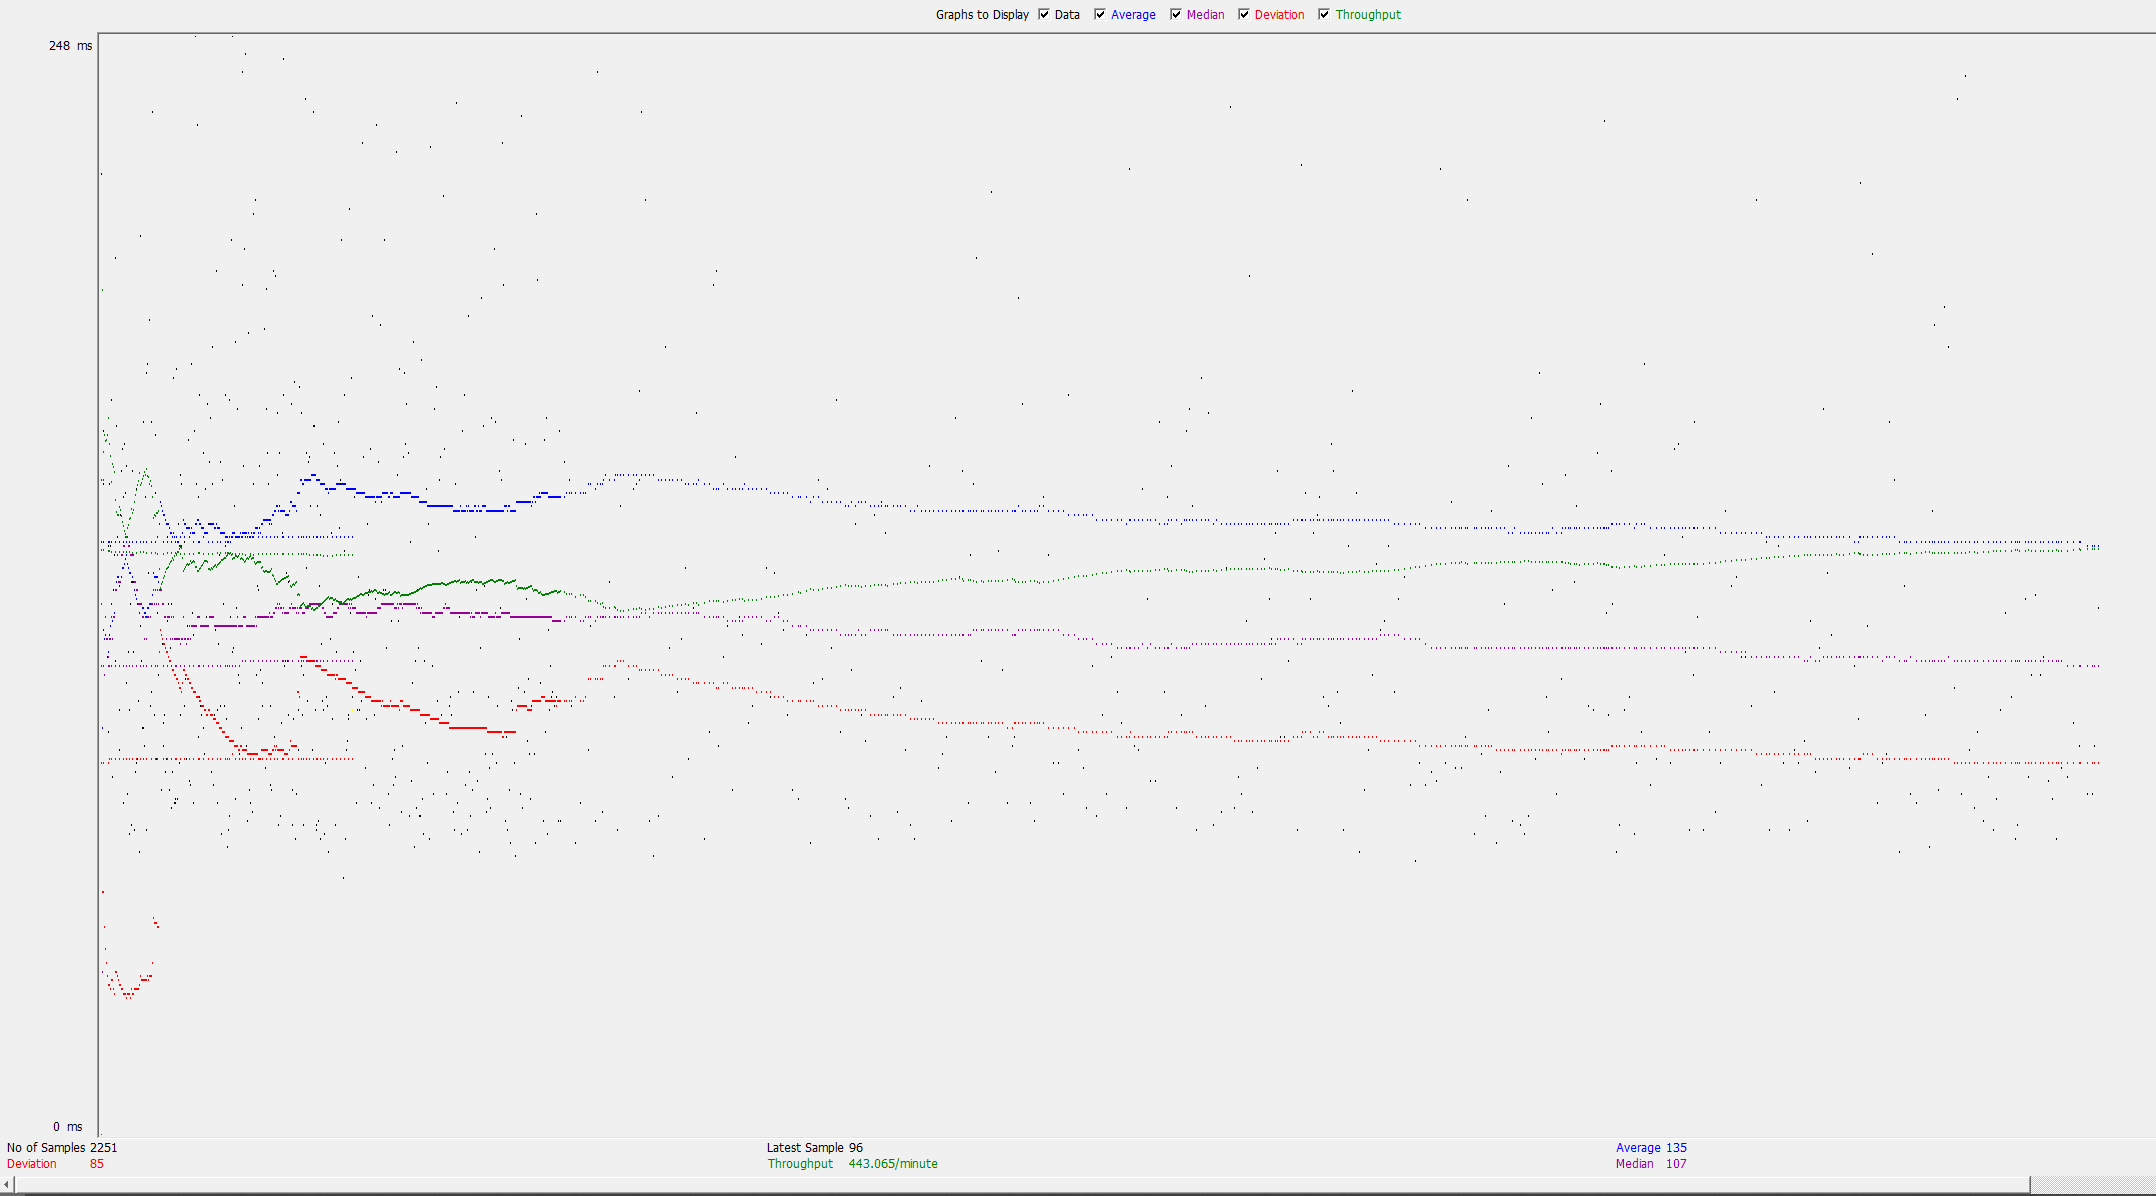 Graphs to Display Data Average Median Deviation Throughput
248 ms
0 ms
No of Samples 2251 Latest Sample 96 Average 135
Deviation 85 Throughput 443.065/minute Median 107